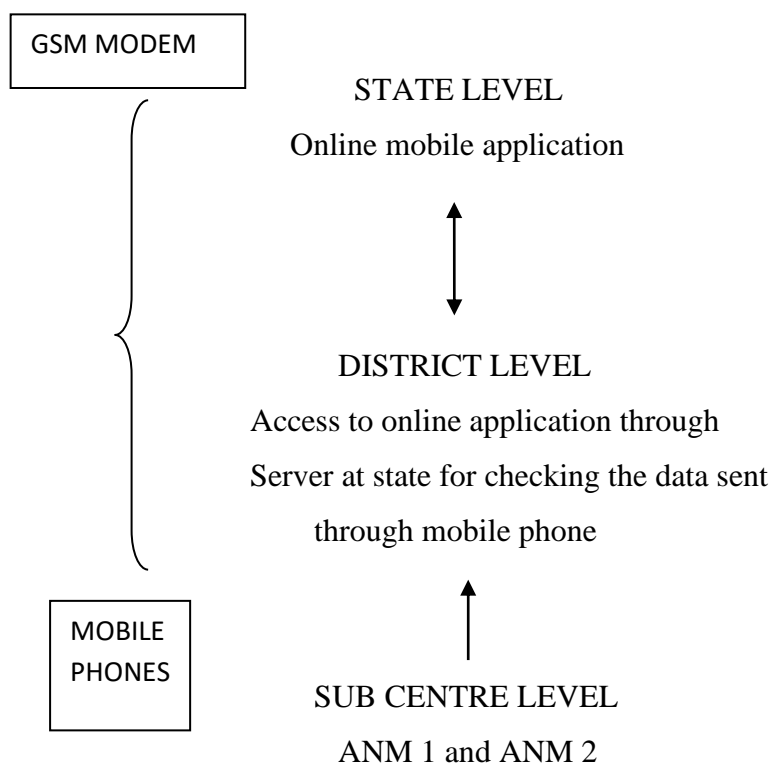 GSM MODEM
STATE LEVEL
Online mobile application
DISTRICT LEVEL
Access to online application through
Server at state for checking the data sent
through mobile phone
MOBILE
PHONES
SUB CENTRE LEVEL
ANM 1 and ANM 2